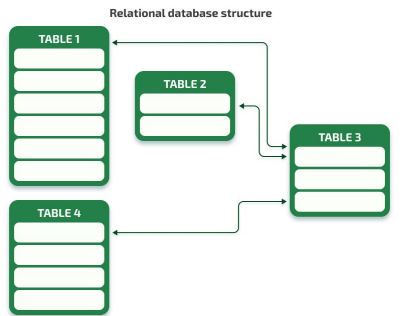 Relational database structure
TABLE 1
TABLE 2
TABLE 3
TABLE 4